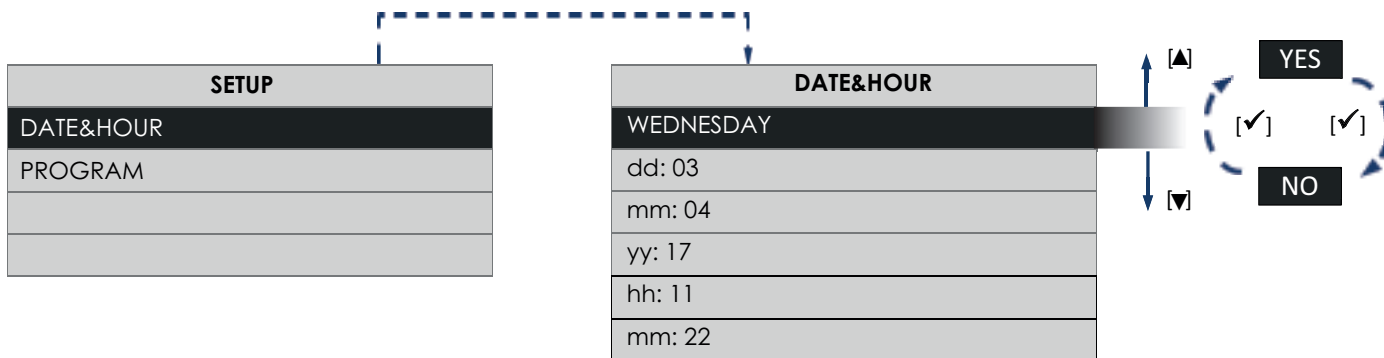 SETUP
DATE&HOUR
PROGRAM
DATE&HOUR
WEDNESDAY
dd: 03
mm: 04
yy: 17
hh: 11
mm: 22
[▲]
[▼]
YES
[✓] [✓]
NO